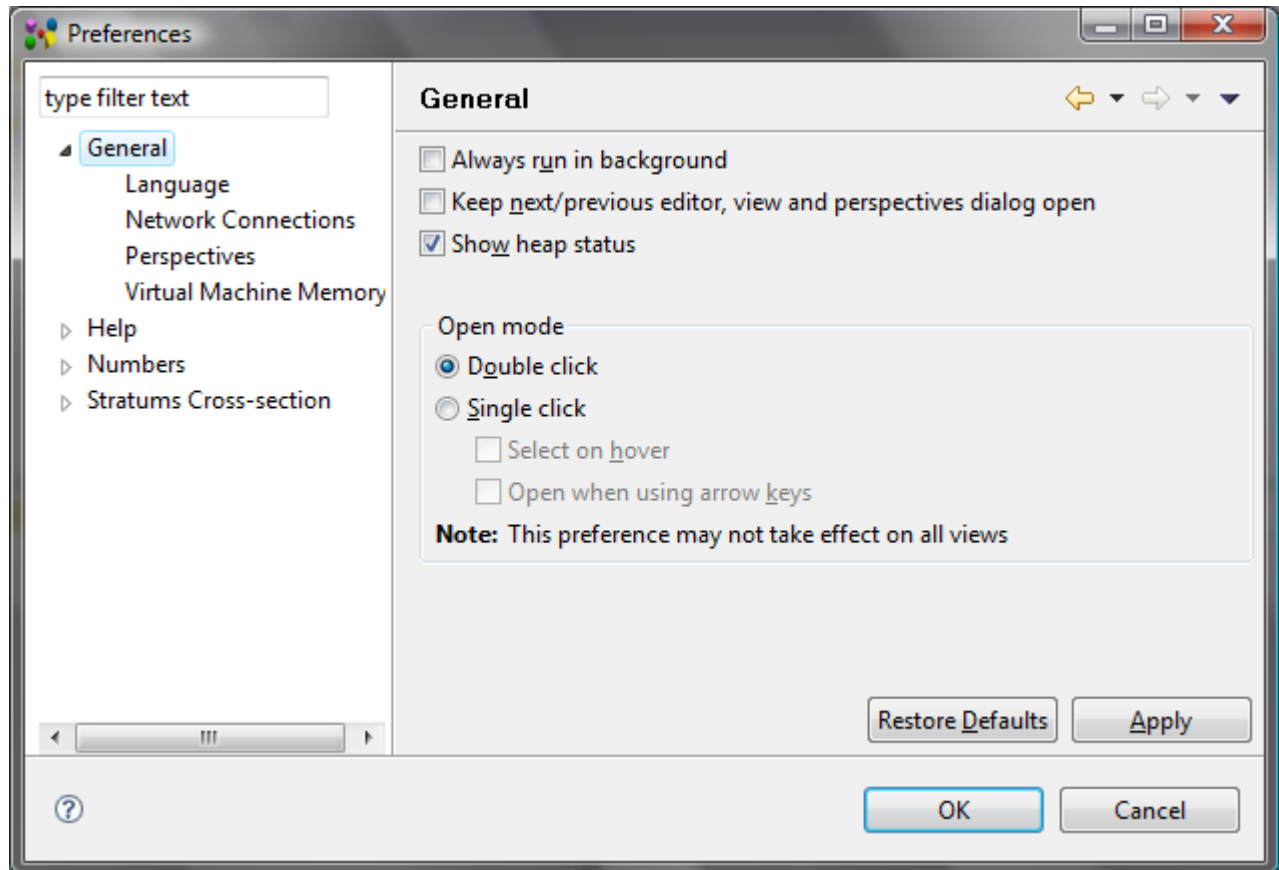 Preferences
type filter text
General
Language
Network Connections
Perspectives
Virtual Machine Memory
Help
Numbers
Stratums Cross-section
General
Always run in background
Keep next/previous editor, view and perspectives dialog open
Show heap status
Open mode
Double click
Single click
Select on hover
Open when using arrow keys
Note: This preference may not take effect on all views
Restore Defaults
Apply
OK
Cancel